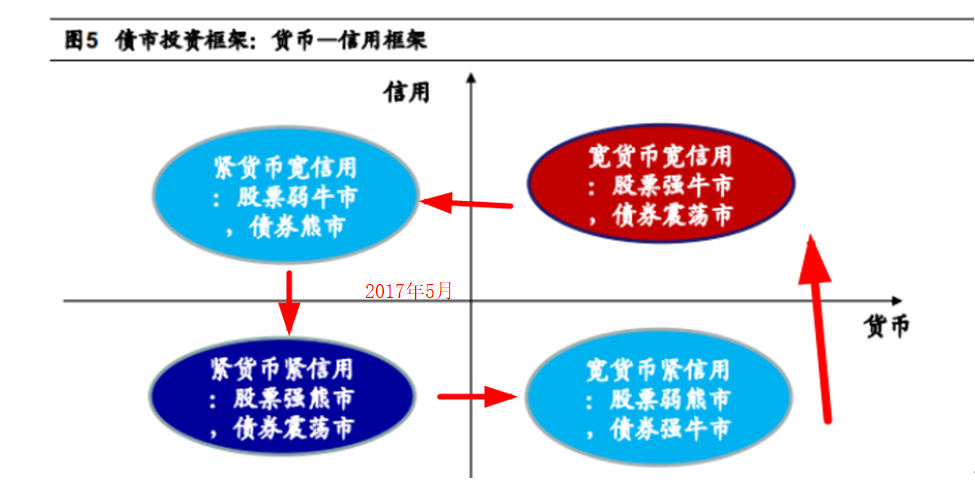 图5 债市投资框架：货币—信用框架
信用
紧货币宽信用
：股票弱牛市
，债券熊市
宽货币宽信用
：股票强牛市
，债券震荡市
2017年5月
货币
紧货币紧信用
：股票强熊市
，债券震荡市
宽货币紧信用
：股票弱熊市
，债券强牛市